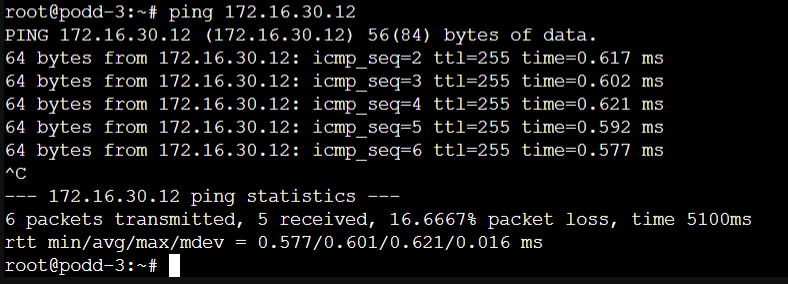 root@podd-3:~# ping 172.16.30.12
PING 172.16.30.12 (172.16.30.12) 56(84) bytes of data.
64 bytes from 172.16.30.12: icmp_seq=2 ttl=255 time=0.617 ms
64 bytes from 172.16.30.12: icmp_seq=3 ttl=255 time=0.602 ms
64 bytes from 172.16.30.12: icmp_seq=4 ttl=255 time=0.621 ms
64 bytes from 172.16.30.12: icmp_seq=5 ttl=255 time=0.592 ms
64 bytes from 172.16.30.12: icmp_seq=6 ttl=255 time=0.577 ms
^C
--- 172.16.30.12 ping statistics ---
6 packets transmitted, 5 received, 16.6667% packet loss, time 5100ms
rtt min/avg/max/mdev = 0.577/0.601/0.621/0.016 ms
root@podd-3:~#